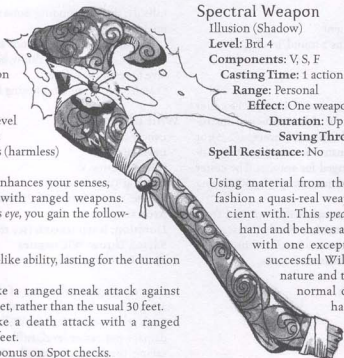 on
vel
s (harmless)
nhances your senses,
with ranged weapons.
's eye, you gain the follow-
like ability, lasting for the duration
ke a ranged sneak attack against
et, rather than the usual 30 feet.
ke a death attack with a ranged
feet.
onus on Spot checks.
Spectral Weapon
Illusion (Shadow)
Level: Brd 4
Components: V, S, F
Casting Time: 1 action
Range: Personal
Effect: One weapo
Duration: Up
Saving Thro
Spell Resistance: No
Using material from the
fashion a quasi-real wea
cient with. This spec
hand and behaves a
with one except
successful Wil
nature and t
normal d
ha